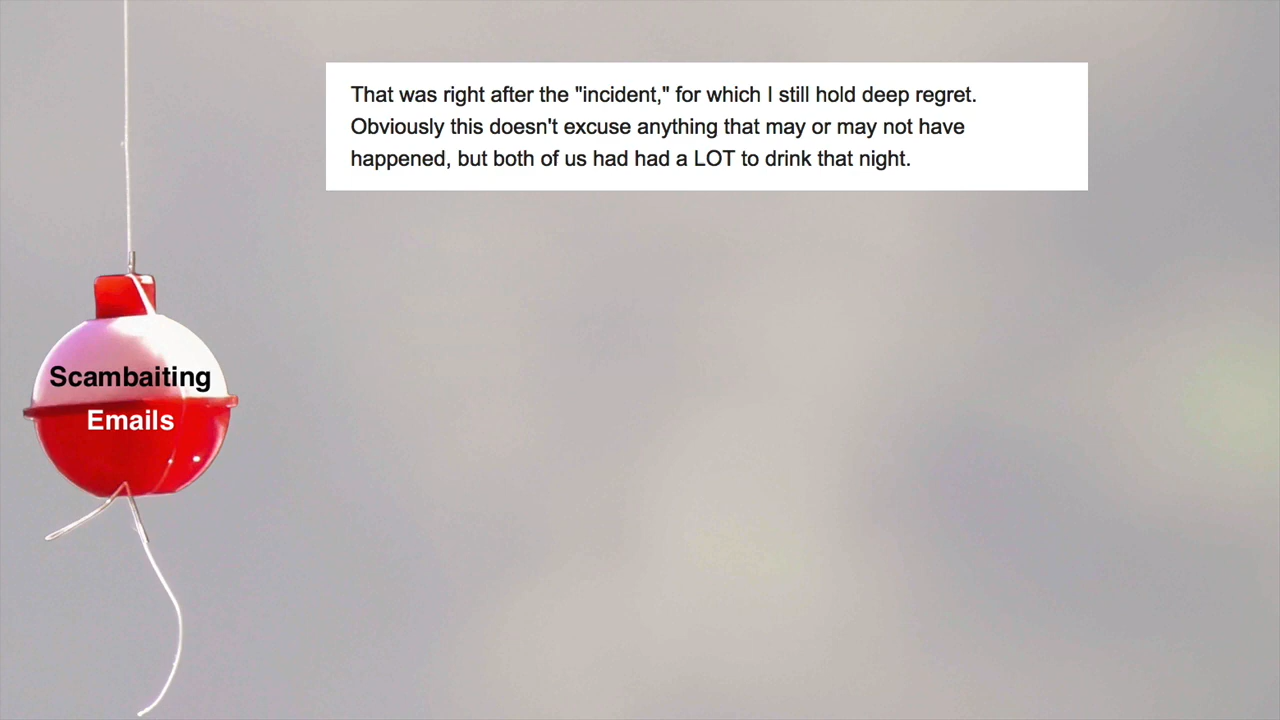 That was right after the "incident," for which I still hold deep regret.
Obviously this doesn't excuse anything that may or may not have
happened, but both of us had had a LOT to drink that night.
Scambaiting
Emails